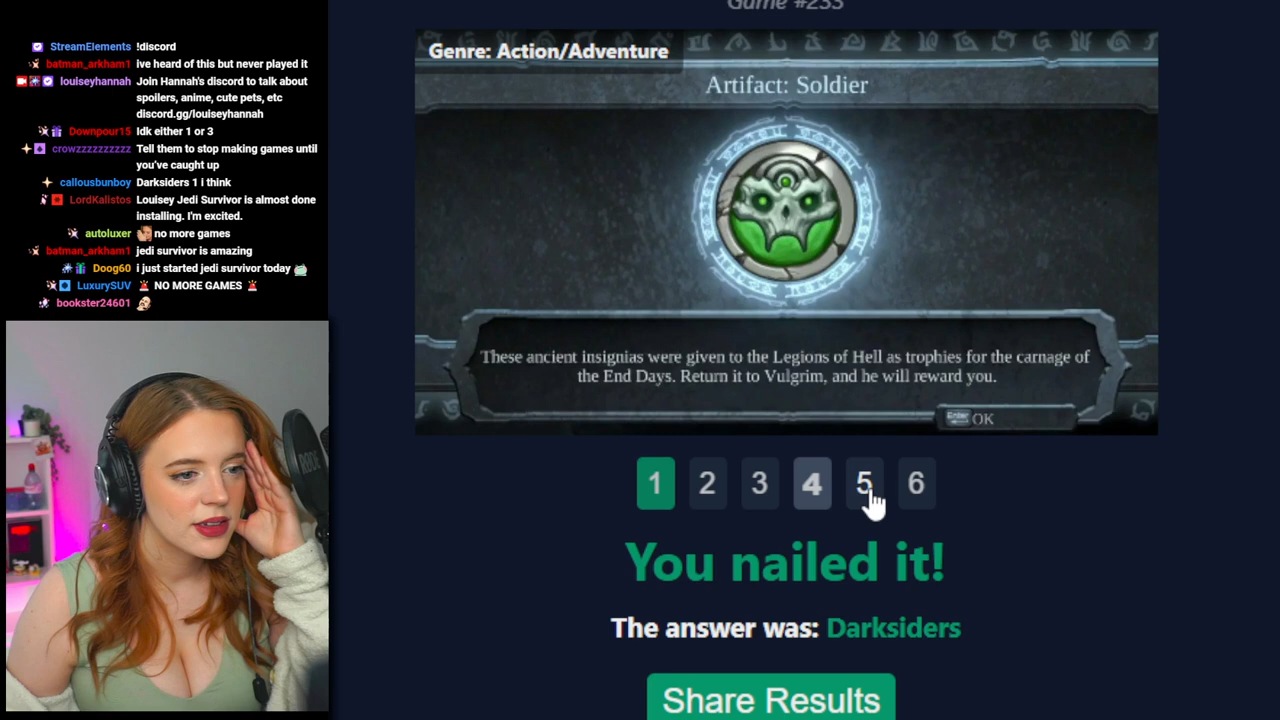 StreamElements !discord
batman_arkham1 ive heard of this but never played it
louiseyhannah Join Hannah's discord to talk about
spoilers, anime, cute pets, etc
discord.gg/louiseyhannah
Downpour15 Idk either 1 or 3
crowzzzzzzzzzz Tell them to stop making games until
you've caught up
callousbunboy Darksiders 1 i think
LordKalistos Loulsey Jedi Survivor is almost done
installing. I'm excited.
autoluxer no more games
batman_arkham1 jedi survivor is amazing
Doog60 i just started jedi survivor today
LuxurySUV NO MORE GAMES
bookster24601
RØDE
Game #233
Genre: Action/Adventure
Artifact: Soldier
These ancient insignias were given to the Legions of Hell as trophies for the carnage of
the End Days. Return it to Vulgrim, and he will reward you.
Enter OK
1 2 3 4 5 6
You nailed it!
The answer was: Darksiders
Share Results